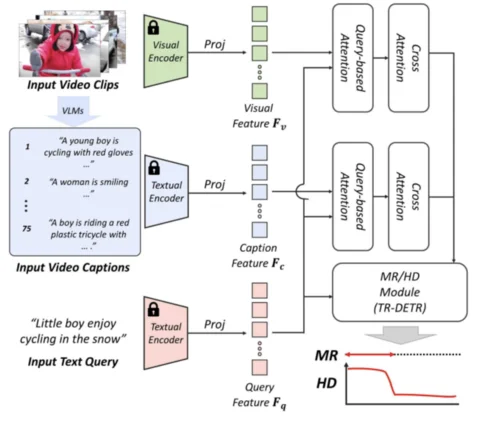 Input Video Clips
VLMs
1 "A young boy is
cycling with red gloves
..."
2 "A woman is smiling
..."
75 "A boy is riding a red
plastic tricycle with
... ."
Input Video Captions
"Little boy enjoy
cycling in the snow"
Input Text Query
Visual
Encoder
Proj
Visual
Feature Fv
Textual
Encoder
Proj
Caption
Feature Fc
Textual
Encoder
Proj
Query
Feature Fq
Query-based
Attention
Cross
Attention
Query-based
Attention
Cross
Attention
MR/HD
Module
(TR-DETR)
MR
HD